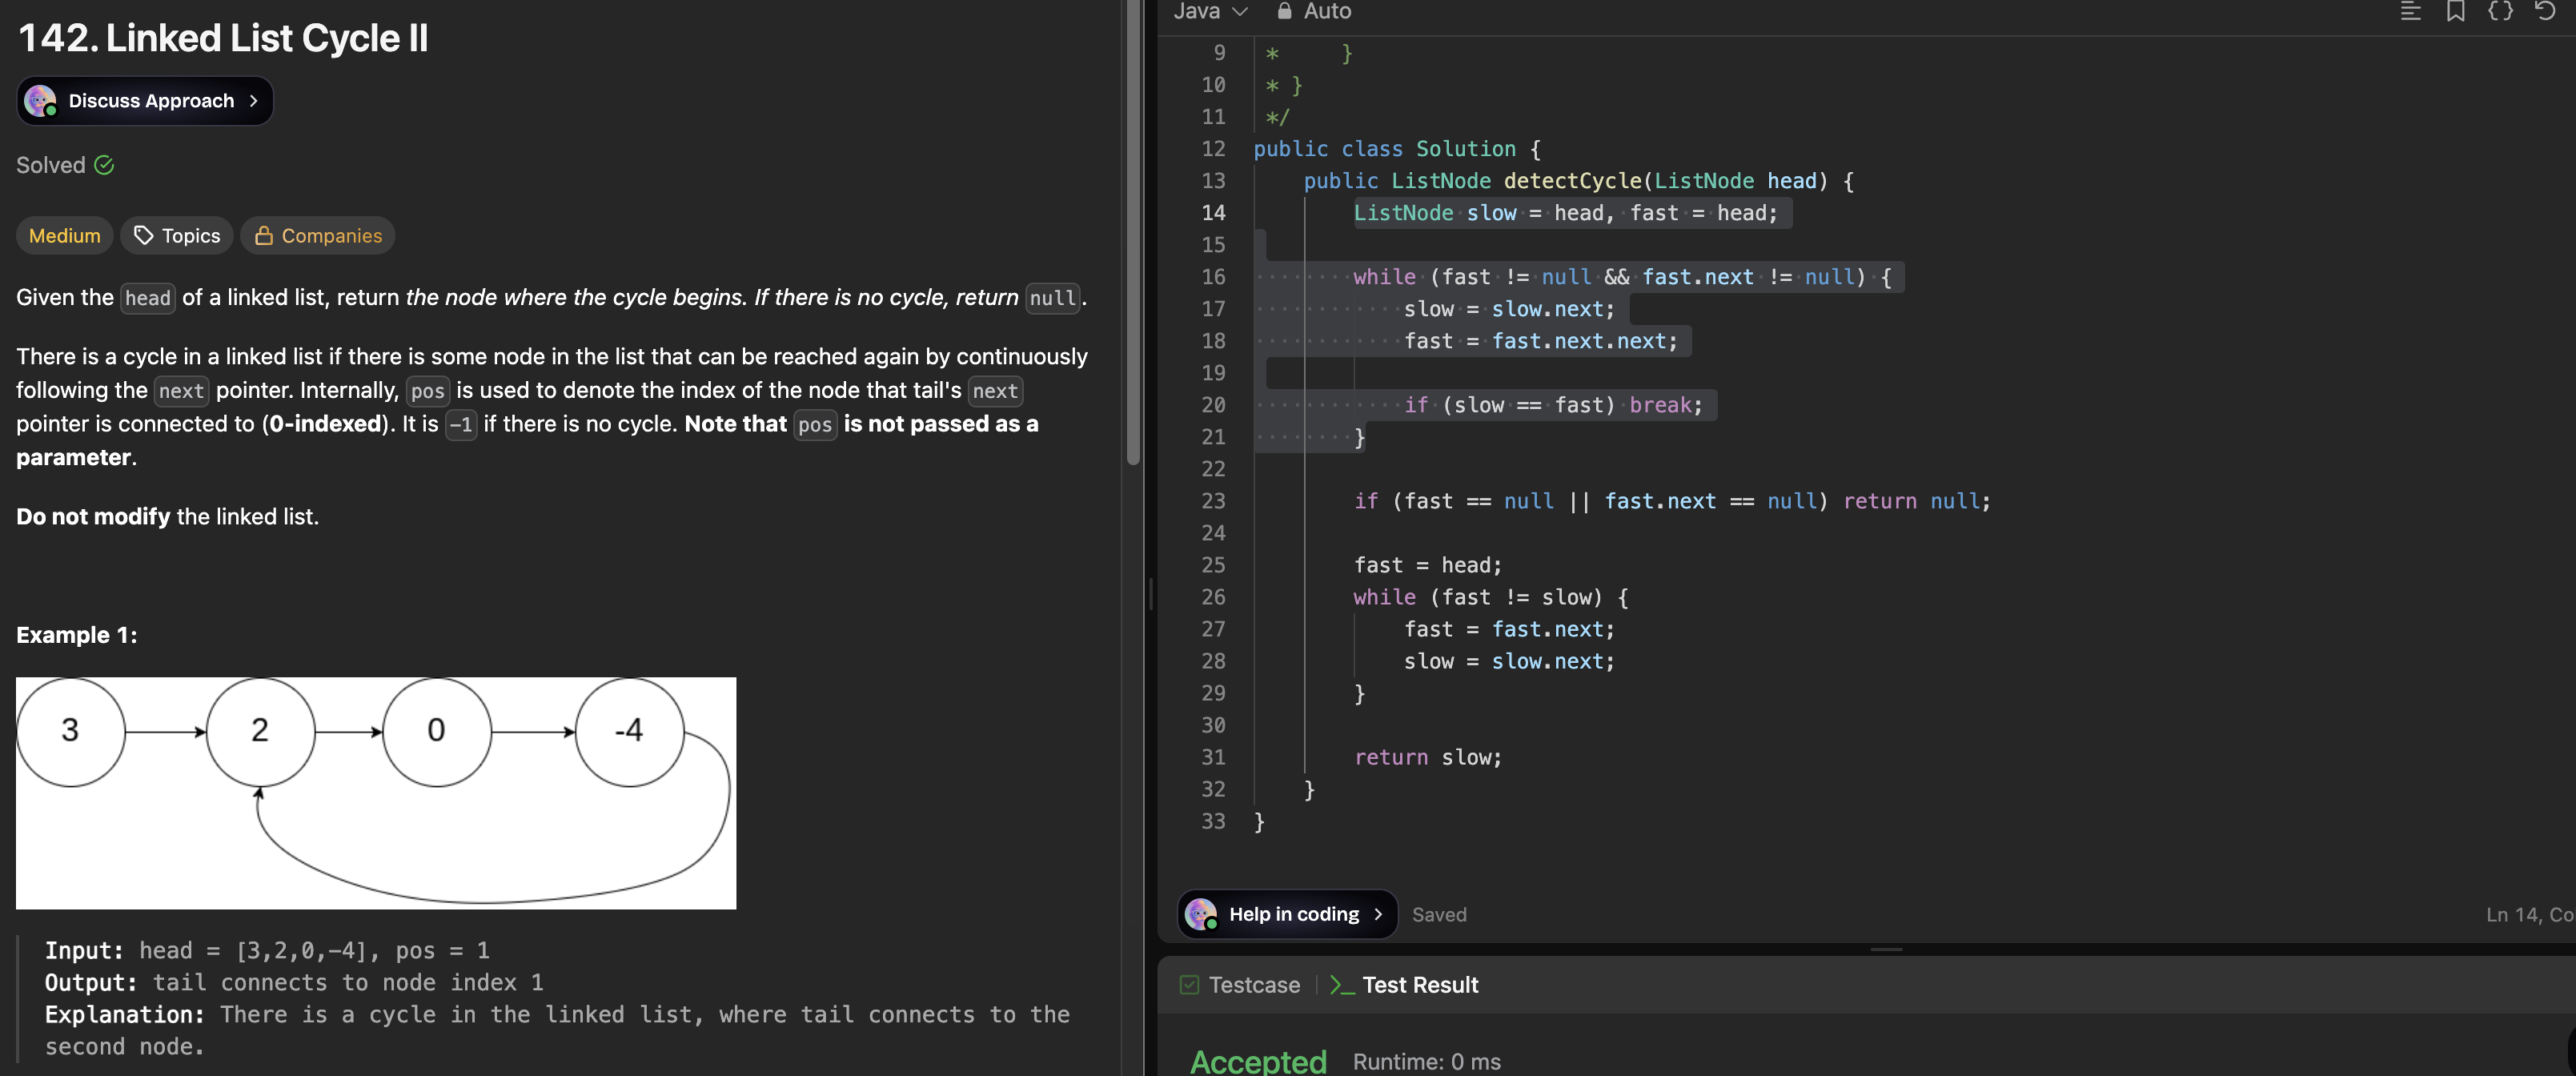 142. Linked List Cycle II
Discuss Approach
Solved
Medium Topics Companies
Given the head of a linked list, return the node where the cycle begins. If there is no cycle, return null.
There is a cycle in a linked list if there is some node in the list that can be reached again by continuously
following the next pointer. Internally, pos is used to denote the index of the node that tail's next
pointer is connected to (0-indexed). It is -1 if there is no cycle. Note that pos is not passed as a
parameter.
Do not modify the linked list.
Example 1:
3 2 0 -4
Input: head = [3,2,0,-4], pos = 1
Output: tail connects to node index 1
Explanation: There is a cycle in the linked list, where tail connects to the
second node.
Java Auto
9 *     }
10 * }
11 */
12 public class Solution {
13     public ListNode detectCycle(ListNode head) {
14         ListNode slow = head, fast = head;
15
16         while (fast != null && fast.next != null) {
17             slow = slow.next;
18             fast = fast.next.next;
19
20             if (slow == fast) break;
21         }
22
23         if (fast == null || fast.next == null) return null;
24
25         fast = head;
26         while (fast != slow) {
27             fast = fast.next;
28             slow = slow.next;
29         }
30
31         return slow;
32     }
33 }
Help in coding Saved
Ln 14, Co
Testcase Test Result
Accepted Runtime: 0 ms